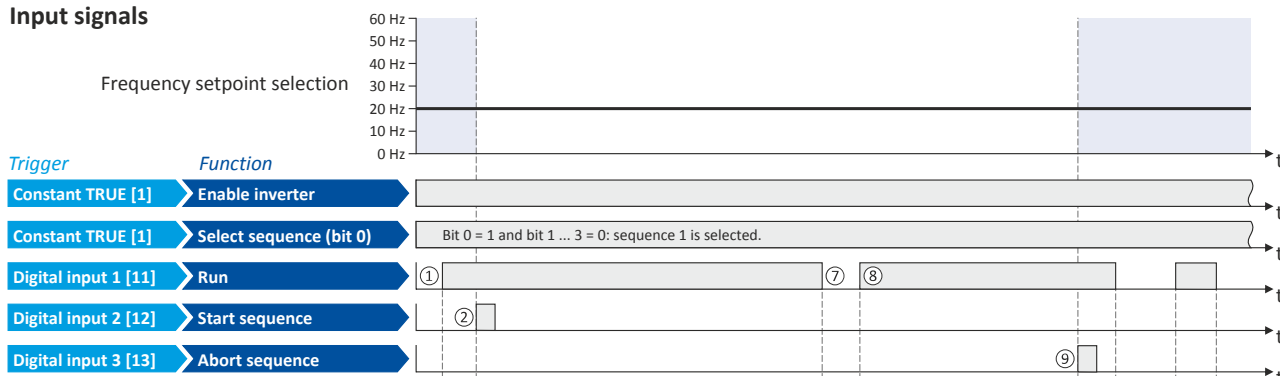 Input signals
60 Hz
50 Hz
40 Hz
Frequency setpoint selection
30 Hz
20 Hz
10 Hz
0 Hz
t
Trigger
Function
Constant TRUE [1]
Enable inverter
t
Constant TRUE [1]
Select sequence (bit 0)
Bit 0 = 1 and bit 1 ... 3 = 0: sequence 1 is selected.
t
Digital input 1 [11]
Run
①
⑦
⑧
t
Digital input 2 [12]
Start sequence
②
t
Digital input 3 [13]
Abort sequence
⑨
t